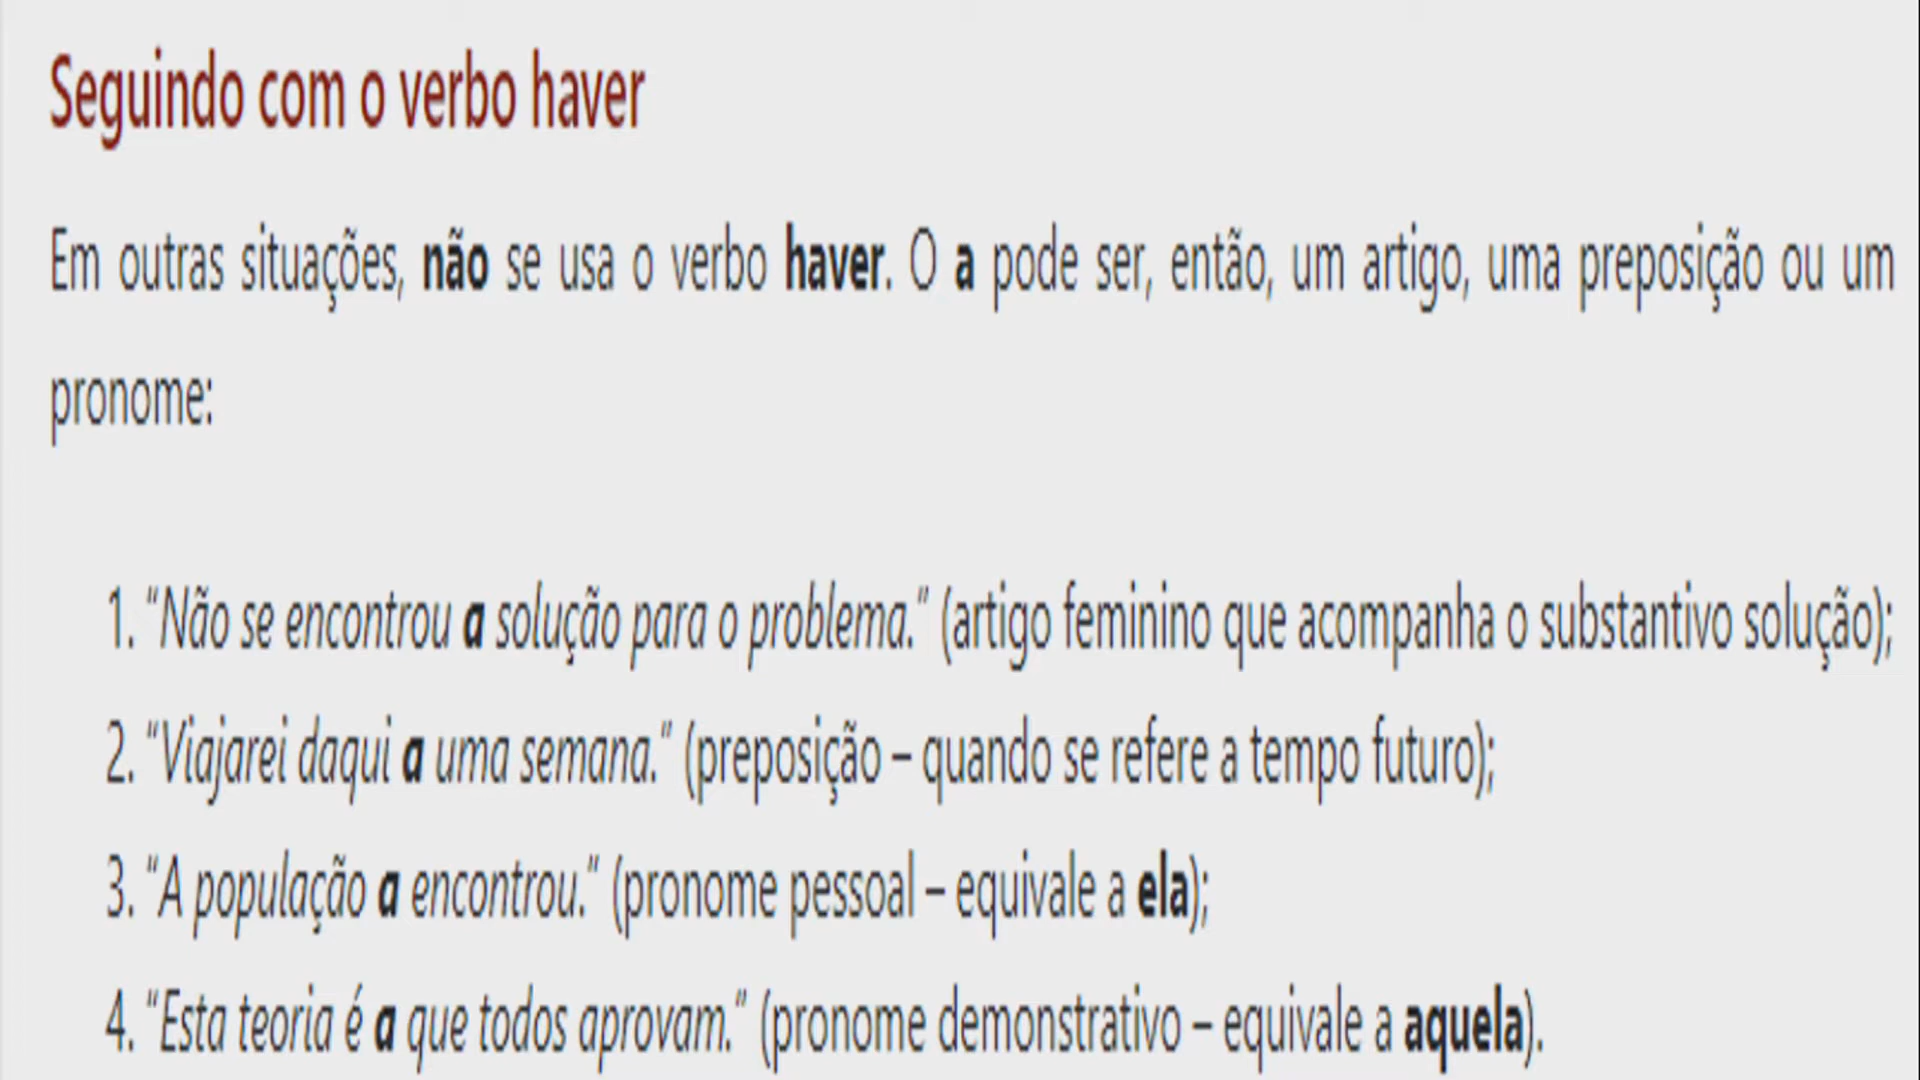 Seguindo com o verbo haver
Em outras situações, não se usa o verbo haver. O a pode ser, então, um artigo, uma preposição ou um
pronome:
1. “Não se encontrou a solução para o problema.” (artigo feminino que acompanha o substantivo solução);
2. “Viajarei daqui a uma semana.” (preposição – quando se refere a tempo futuro);
3. “A população a encontrou.” (pronome pessoal – equivale a ela);
4. “Esta teoria é a que todos aprovam.” (pronome demonstrativo – equivale a aquela).